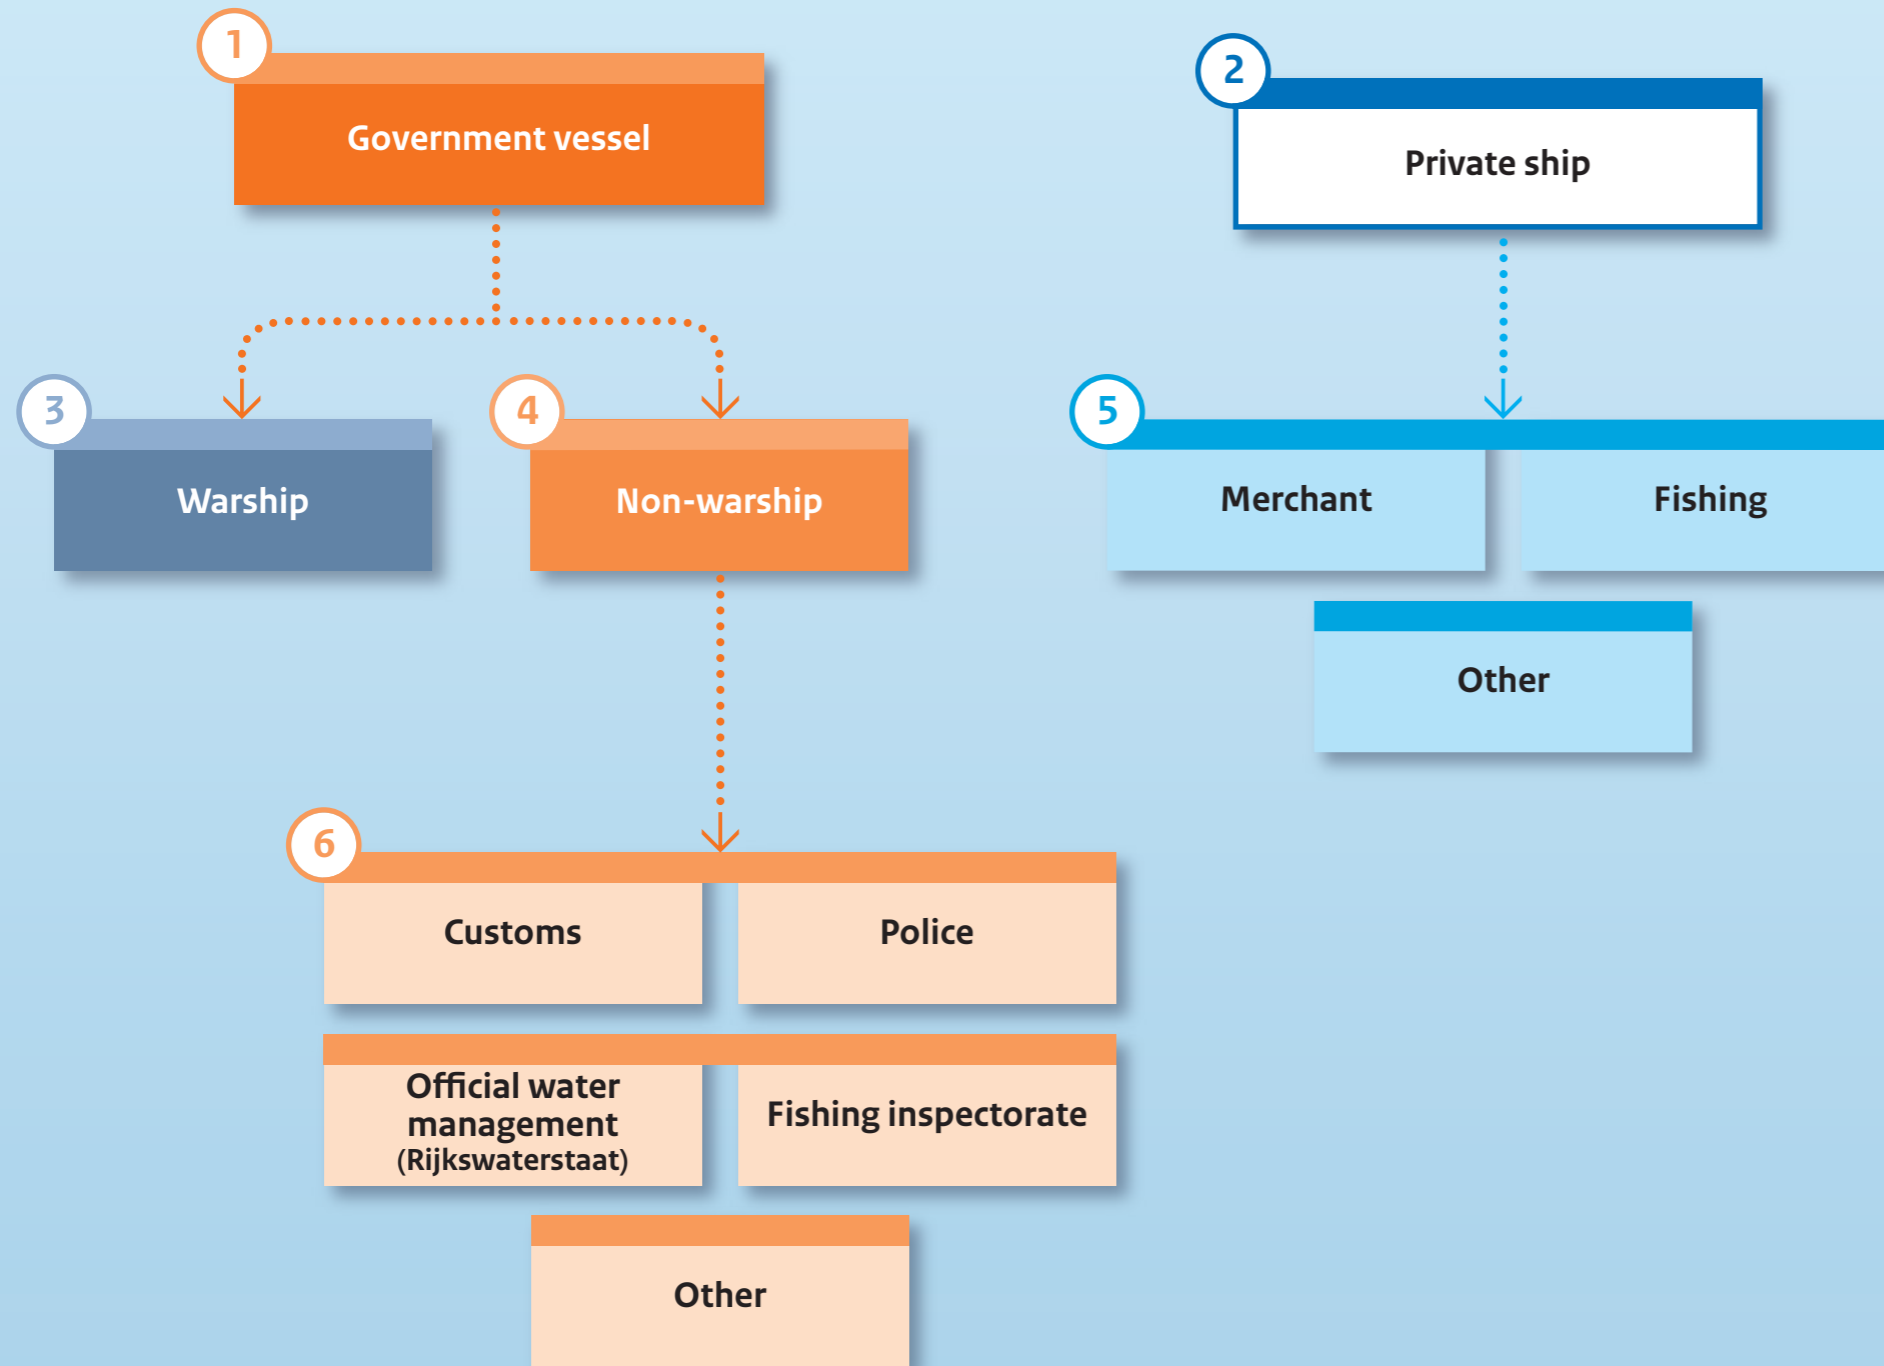 1
Government vessel
2
Private ship
3
Warship
4
Non-warship
5
Merchant
Fishing
Other
6
Customs
Police
Official water
management
(Rijkswaterstaat)
Fishing inspectorate
Other